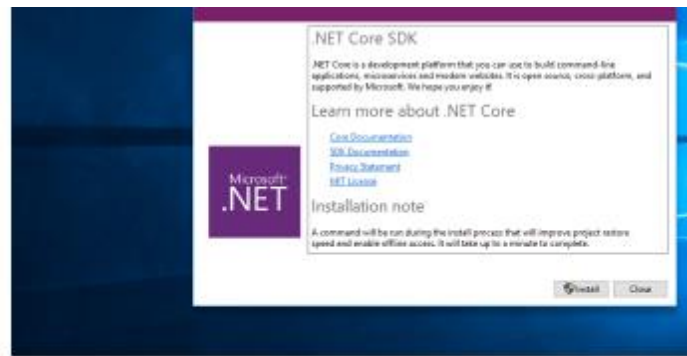 .NET Core SDK
.NET Core is a development platform that you can use to build command-line
applications, microservices and modern websites. It is open source, cross-platform, and
supported by Microsoft. We hope you enjoy it!
Learn more about .NET Core
Core Documentation
SDK Documentation
Privacy Statement
.NET License
Microsoft
.NET
Installation note
A command will be run during the install process that will improve project restore
speed and enable offline access. It will take up to a minute to complete.
Install
Close